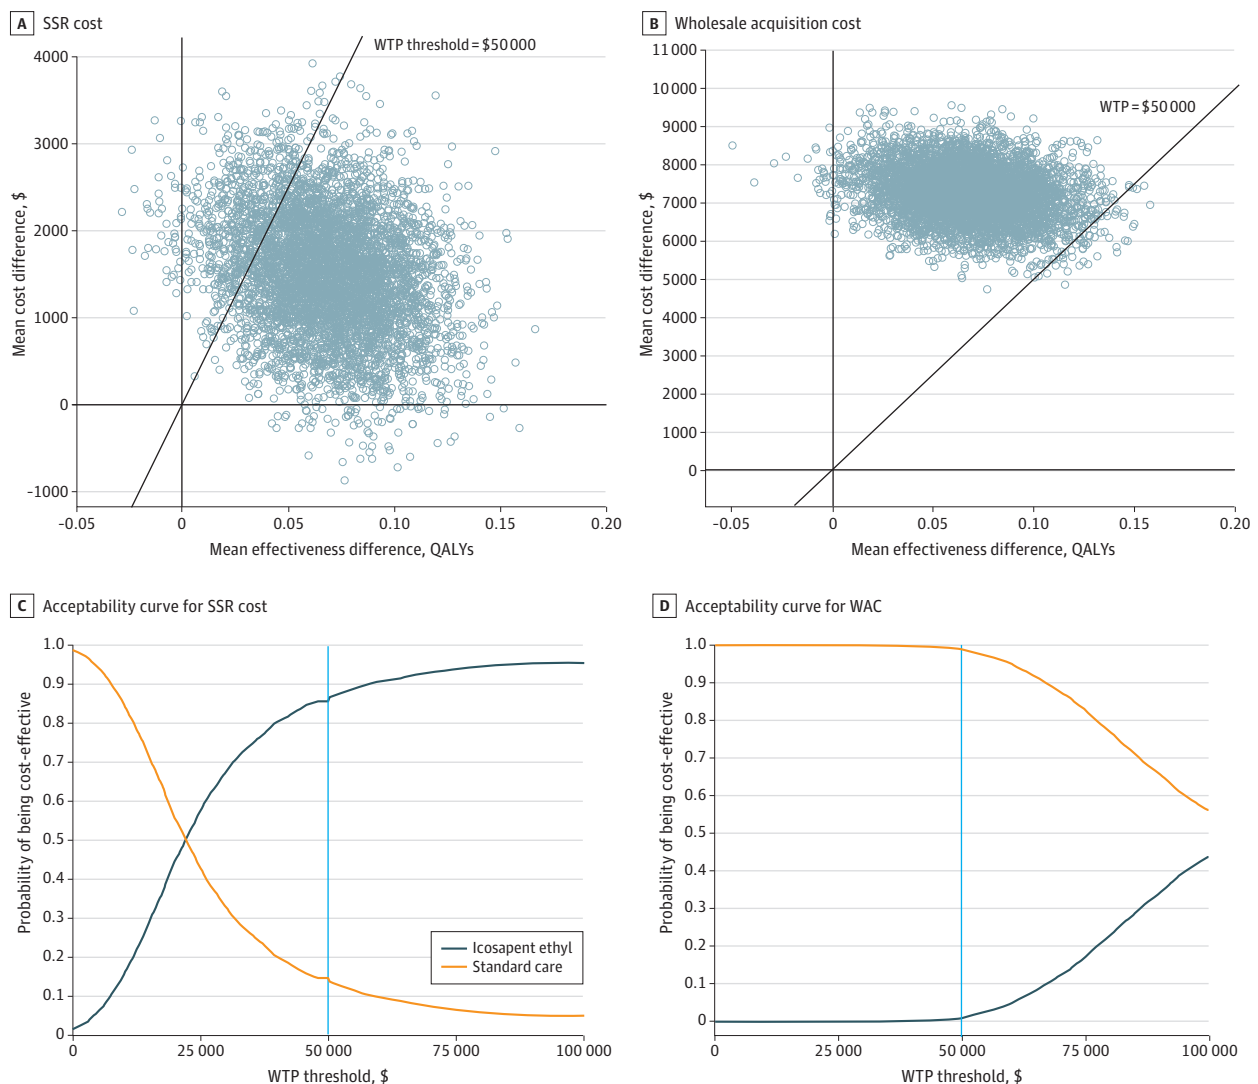 A SSR cost
WTP threshold = $50 000
4000
3000
2000
1000
0
-1000
Mean cost difference, $
-0.05 0 0.05 0.10 0.15 0.20
Mean effectiveness difference, QALYs
B Wholesale acquisition cost
WTP = $50 000
11 000
10 000
9000
8000
7000
6000
5000
4000
3000
2000
1000
0
Mean cost difference, $
-0.05 0 0.05 0.10 0.15 0.20
Mean effectiveness difference, QALYs
C Acceptability curve for SSR cost
1.0
0.9
0.8
0.7
0.6
0.5
0.4
0.3
0.2
0.1
0
Probability of being cost-effective
Icosapent ethyl
Standard care
0 25 000 50 000 75 000 100 000
WTP threshold, $
D Acceptability curve for WAC
1.0
0.9
0.8
0.7
0.6
0.5
0.4
0.3
0.2
0.1
0
Probability of being cost-effective
0 25 000 50 000 75 000 100 000
WTP threshold, $